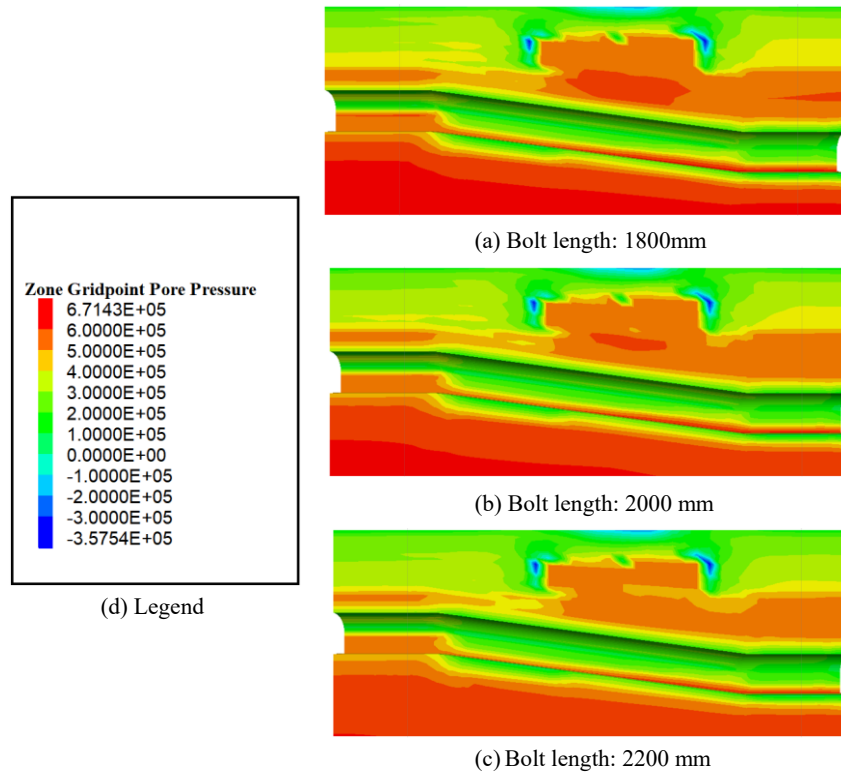 (a) Bolt length: 1800mm
(b) Bolt length: 2000 mm
(c) Bolt length: 2200 mm
Zone Gridpoint Pore Pressure
6.7143E+05
6.0000E+05
5.0000E+05
4.0000E+05
3.0000E+05
2.0000E+05
1.0000E+05
0.0000E+00
-1.0000E+05
-2.0000E+05
-3.0000E+05
-3.5754E+05
(d) Legend